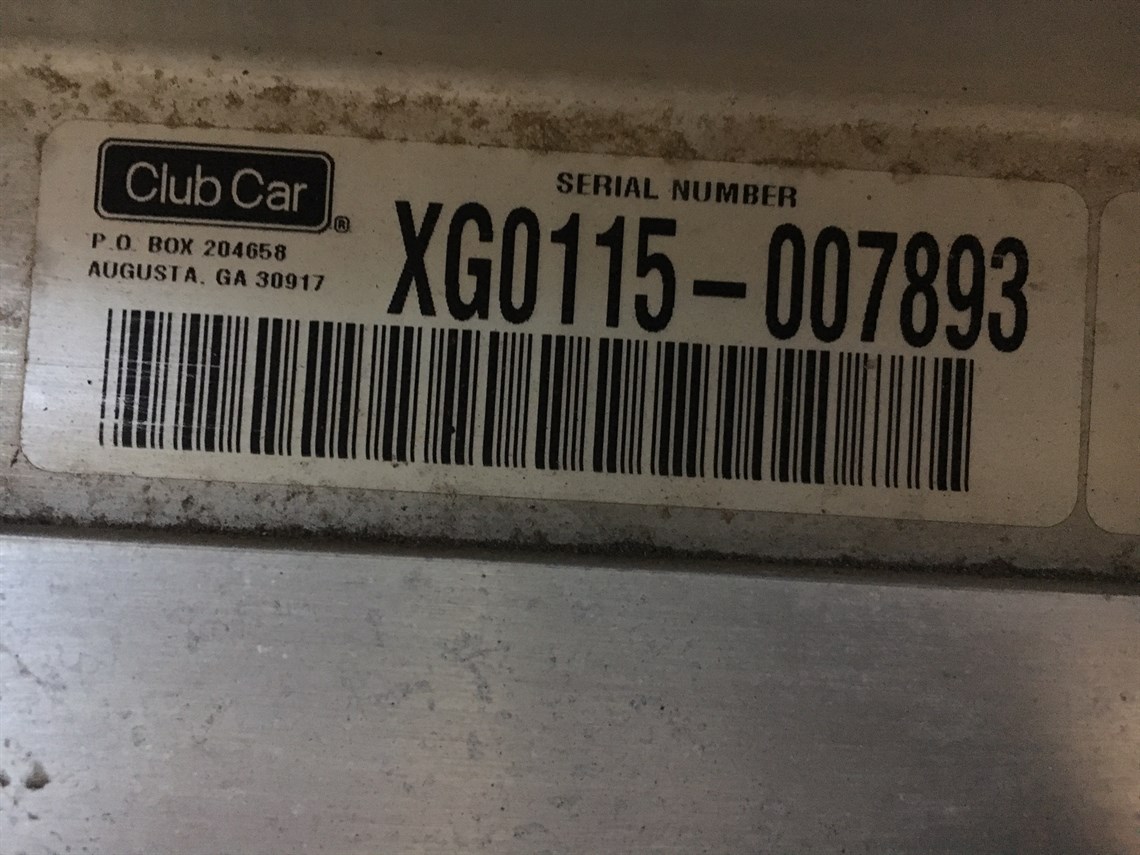 Club Car®
P.O. BOX 204658
AUGUSTA, GA 30917
SERIAL NUMBER
XG0115-007893